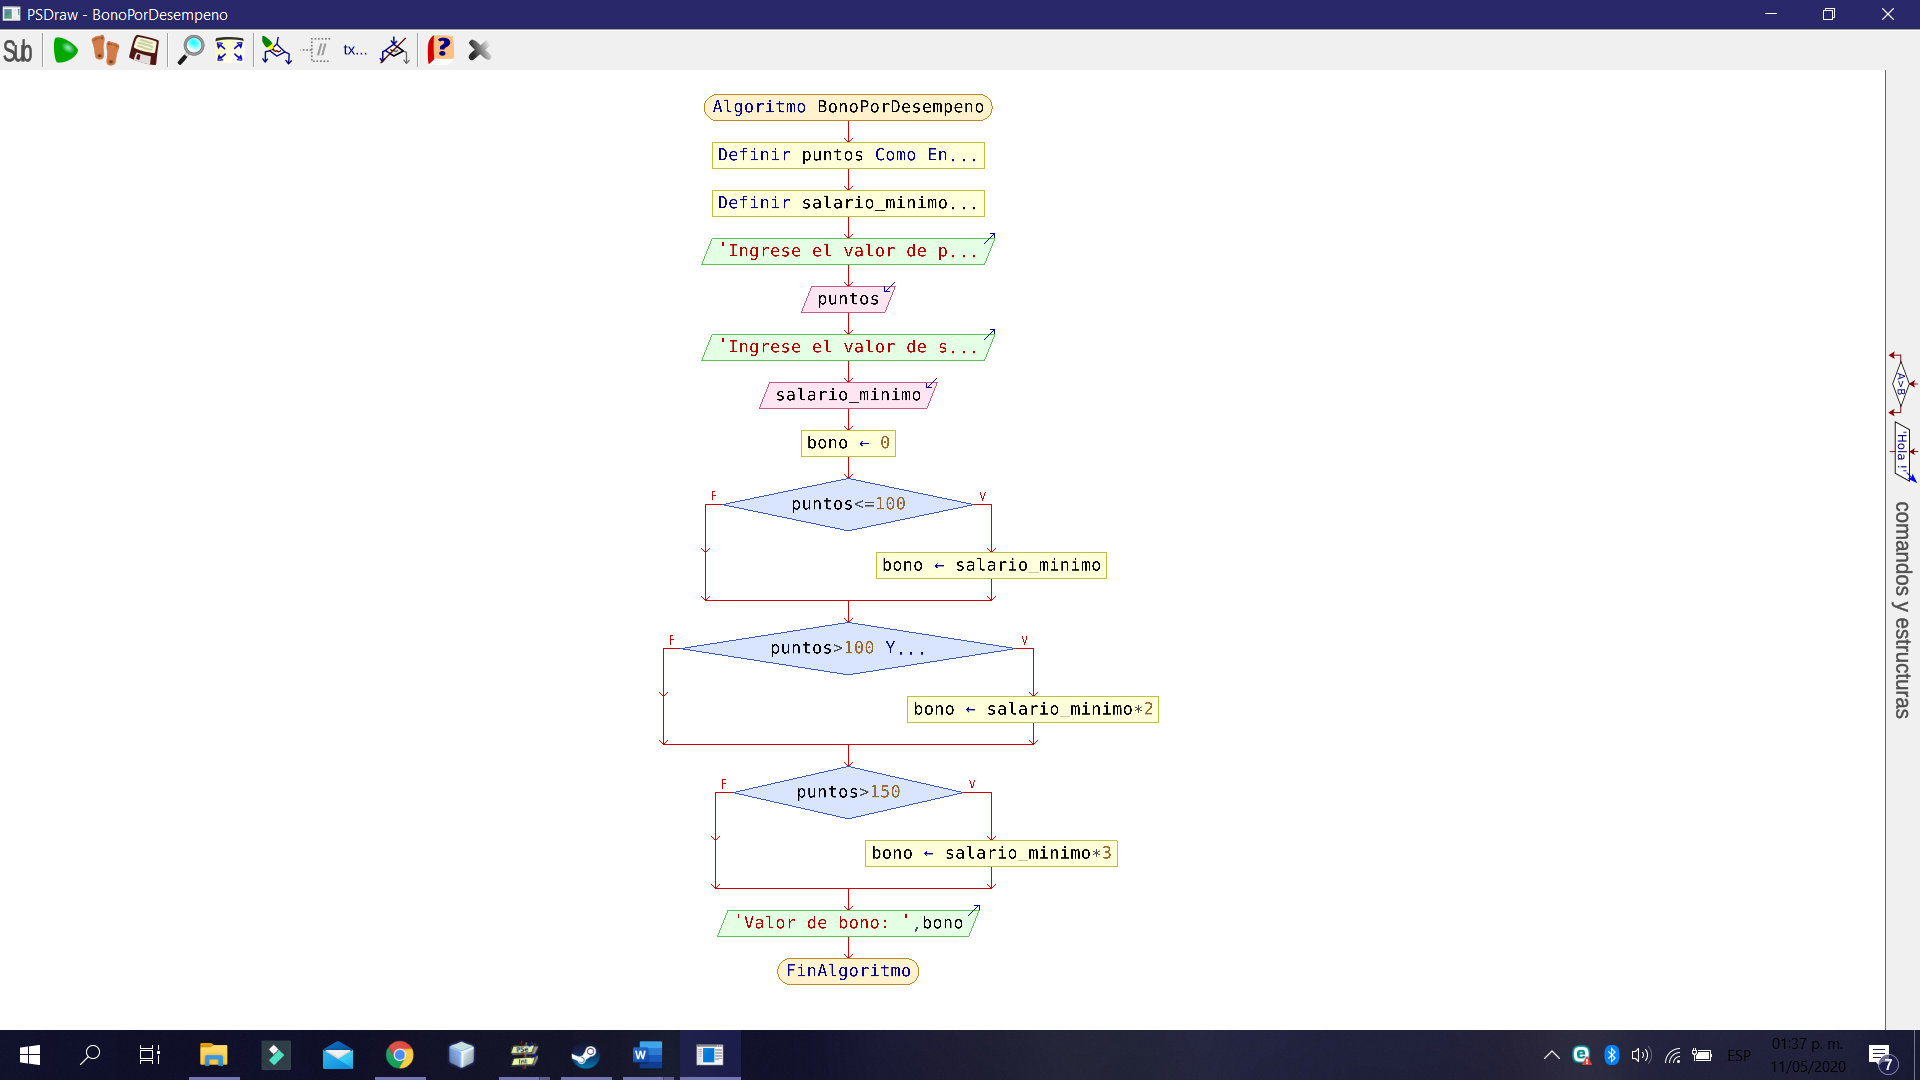 PSDraw - BonoPorDesempeno
Sub
tx...
Algoritmo BonoPorDesempeno
Definir puntos Como En...
Definir salario_minimo...
'Ingrese el valor de p...
puntos
'Ingrese el valor de s...
salario_minimo
bono ← 0
F
puntos<=100
V
bono ← salario_minimo
F
puntos>100 Y...
V
bono ← salario_minimo*2
F
puntos>150
V
bono ← salario_minimo*3
'Valor de bono: ',bono
FinAlgoritmo
A>B
'Hola !'
comandos y estructuras
ESP
01:37 p. m.
11/05/2020
7